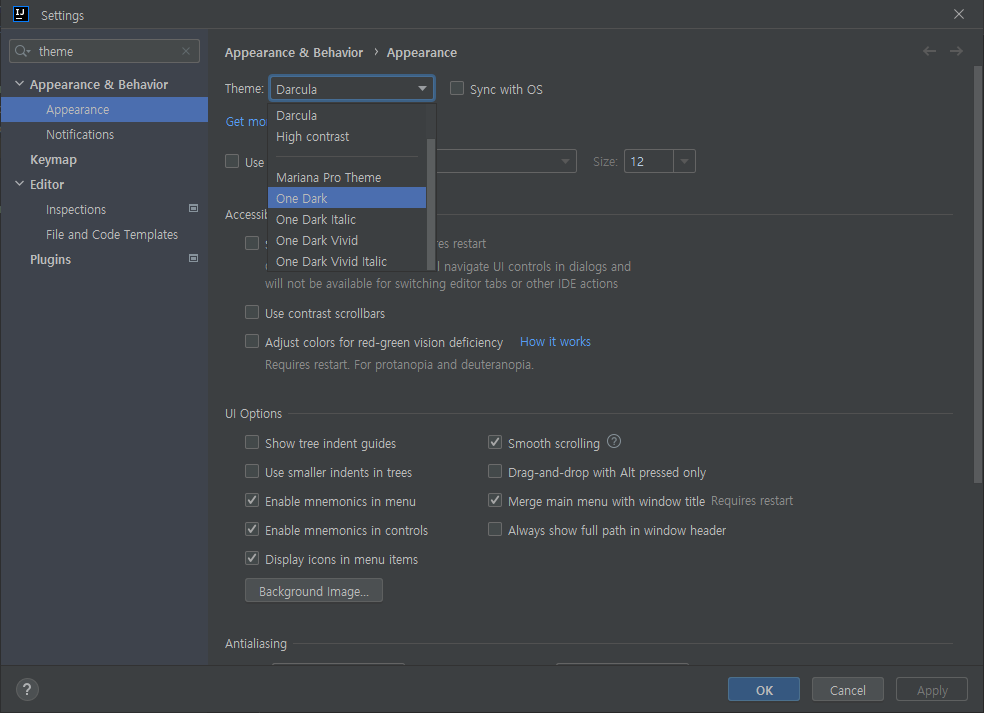 IJ
Settings
theme
Appearance & Behavior
Appearance
Notifications
Keymap
Editor
Inspections
File and Code Templates
Plugins
Appearance & Behavior › Appearance
Theme: Darcula Sync with OS
Darcula
High contrast
Mariana Pro Theme
One Dark
One Dark Italic
One Dark Vivid
One Dark Vivid Italic
Get mo
Use Size: 12
Accessib
res restart
l navigate UI controls in dialogs and
will not be available for switching editor tabs or other IDE actions
Use contrast scrollbars
Adjust colors for red-green vision deficiency How it works
Requires restart. For protanopia and deuteranopia.
UI Options
Show tree indent guides Smooth scrolling ?
Use smaller indents in trees Drag-and-drop with Alt pressed only
Enable mnemonics in menu Merge main menu with window title Requires restart
Enable mnemonics in controls Always show full path in window header
Display icons in menu items
Background Image...
Antialiasing
? OK Cancel Apply